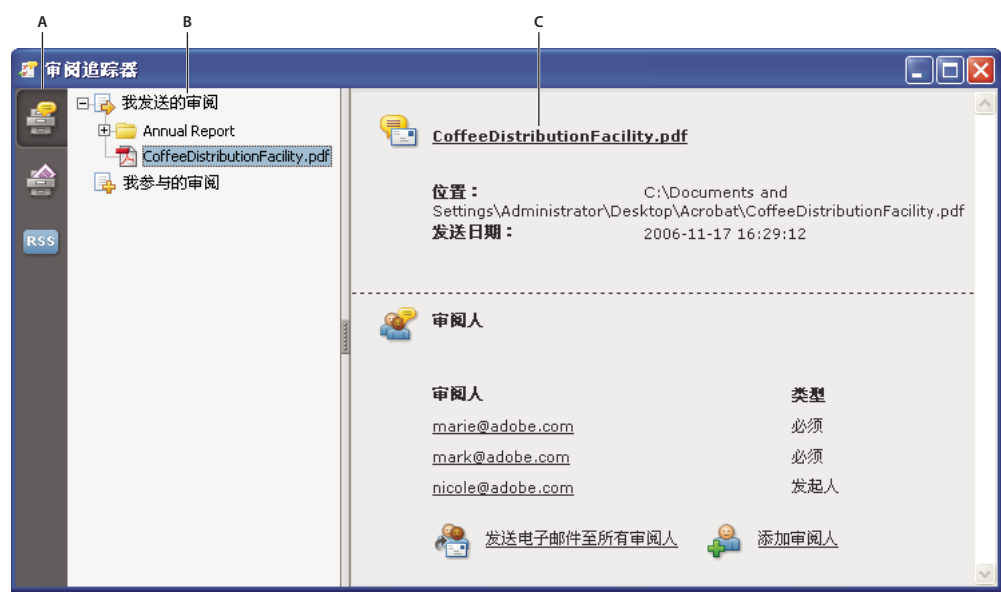 A B C
审阅追踪器
我发送的审阅
Annual Report
CoffeeDistributionFacility.pdf
我参与的审阅
RSS
CoffeeDistributionFacility.pdf
位置： C:\Documents and
Settings\Administrator\Desktop\Acrobat\CoffeeDistributionFacility.pdf
发送日期： 2006-11-17 16:29:12
审阅人
审阅人 类型
marie@adobe.com 必须
mark@adobe.com 必须
nicole@adobe.com 发起人
发送电子邮件至所有审阅人 添加审阅人